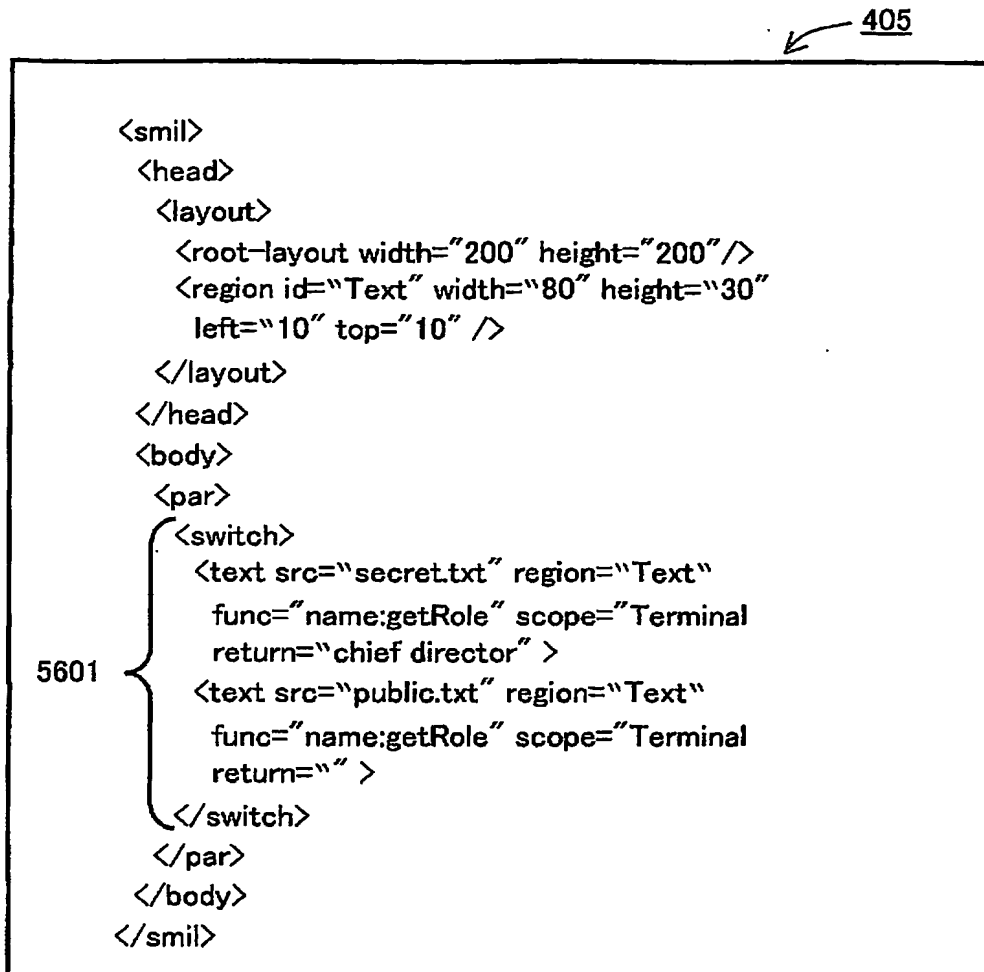 405
<smil>
<head>
<layout>
<root-layout width="200" height="200"/>
<region id="Text" width="80" height="30"
left="10" top="10" />
</layout>
</head>
<body>
<par>
<switch>
<text src="secret.txt" region="Text"
func="name:getRole" scope="Terminal
return="chief director" >
5601
<text src="public.txt" region="Text"
func="name:getRole" scope="Terminal
return="" >
</switch>
</par>
</body>
</smil>